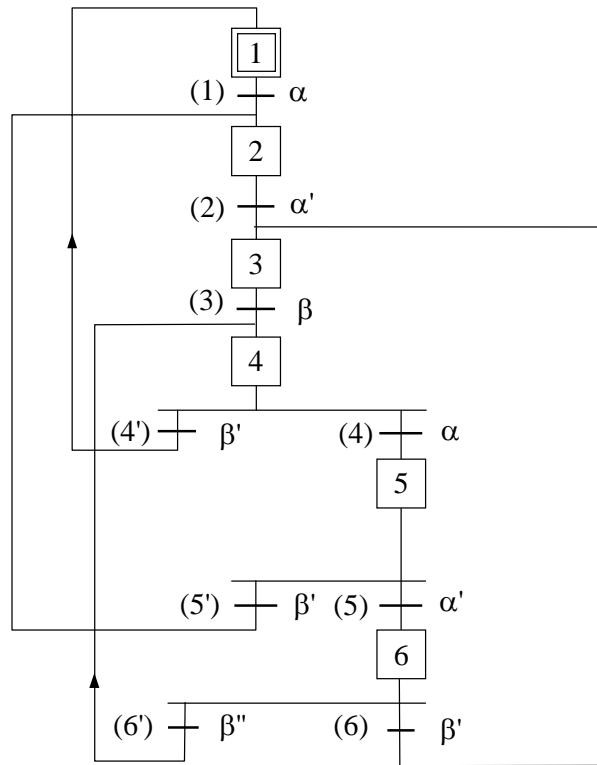 1
(1) α
2
(2) α'
3
(3) β
4
(4') β' (4) α
5
(5') β' (5) α'
6
(6') β" (6) β'